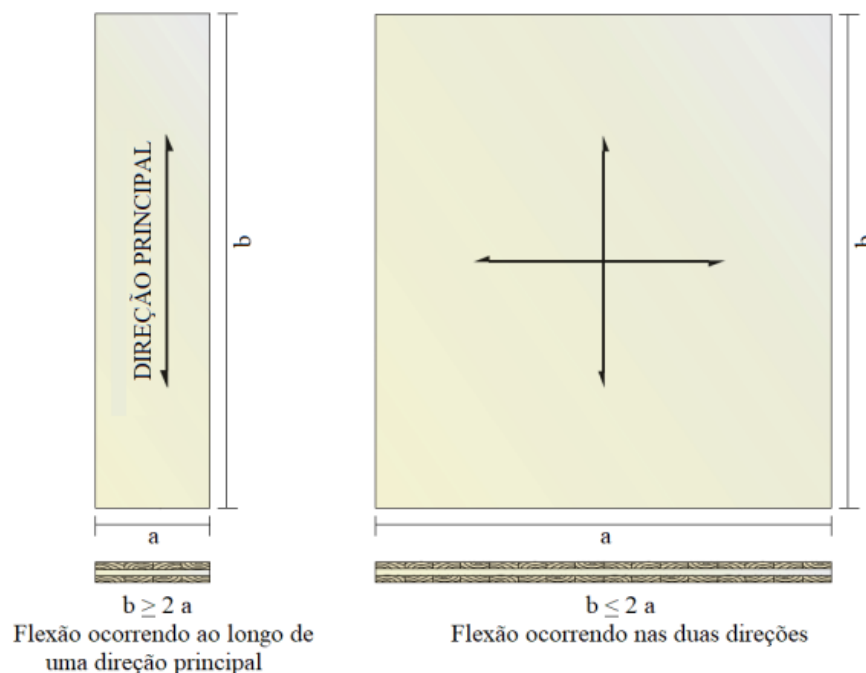 DIREÇÃO PRINCIPAL
b
a
b ≥ 2 a
Flexão ocorrendo ao longo de
uma direção principal
b
a
b ≤ 2 a
Flexão ocorrendo nas duas direções